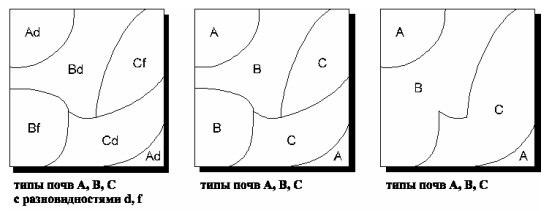 Ad
Bd
Cf
Bf
Cd
Ad
типы почв A, B, C
с разновидностями d, f
A
B
C
B
C
A
типы почв A, B, C
A
B
C
A
типы почв A, B, C